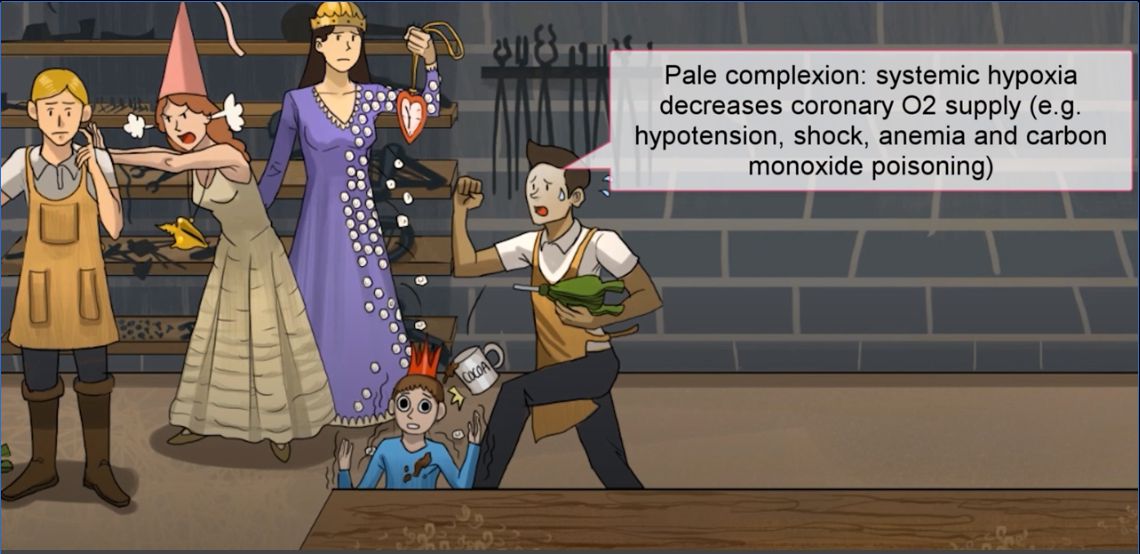 Pale complexion: systemic hypoxia
decreases coronary O2 supply (e.g.
hypotension, shock, anemia and carbon
monoxide poisoning)
COCOA